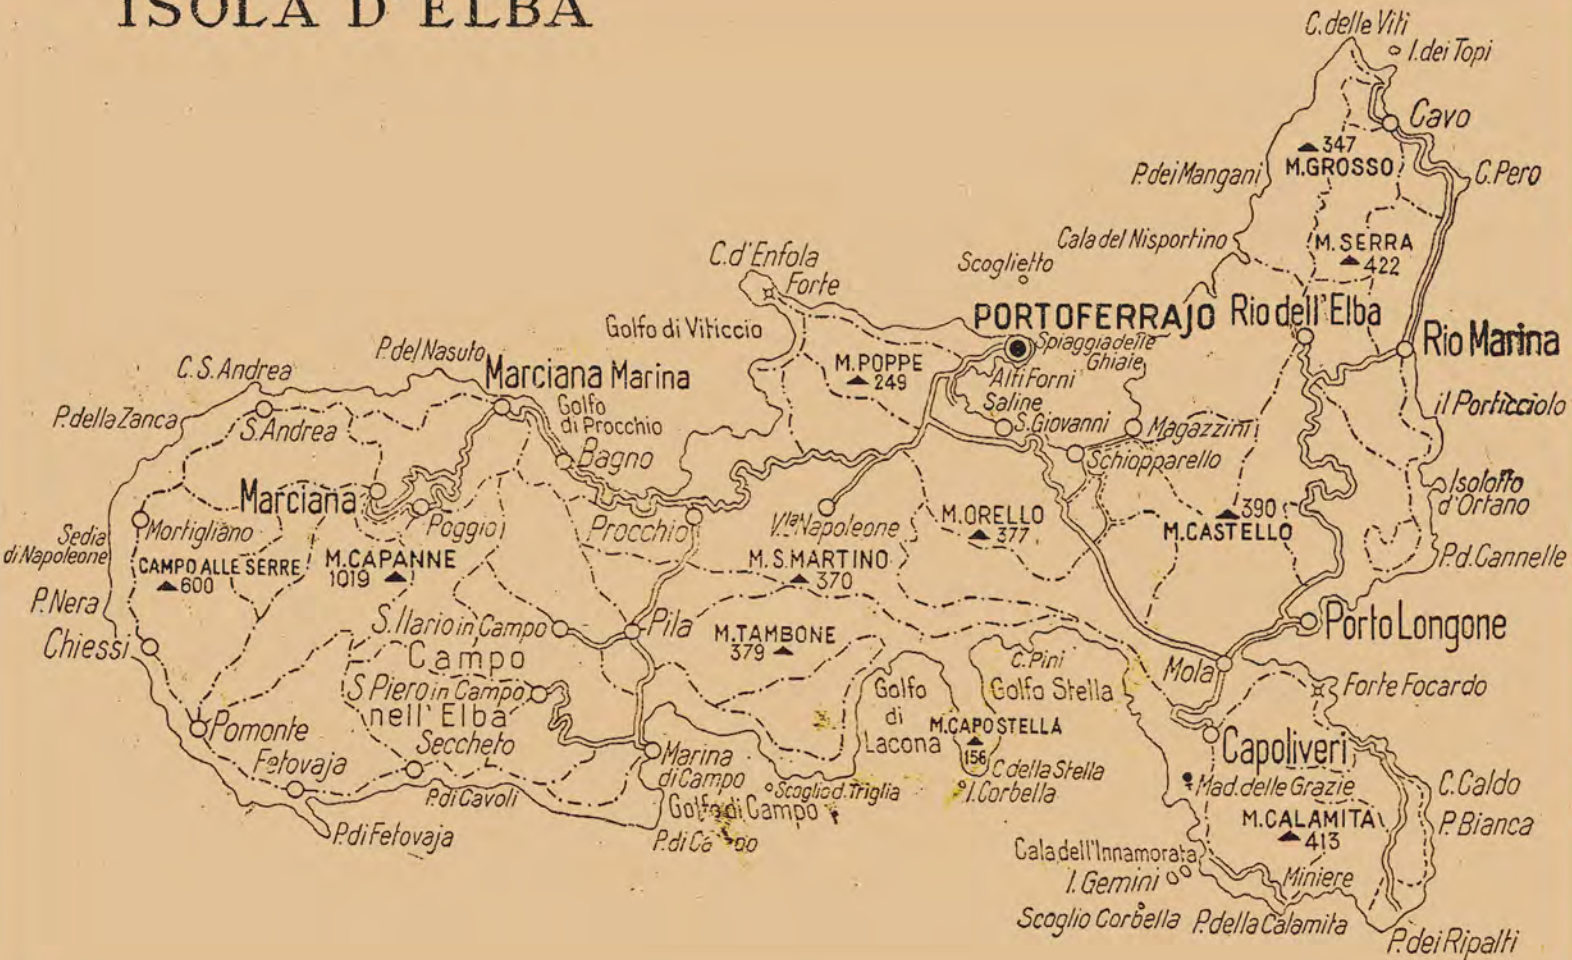 ISOLA D'ELBA
C. delle Viti
I. dei Topi
Cavo
347
M. GROSSO
P. dei Mangani
C. Pero
Cala del Nisportino
M. SERRA
422
C. d'Enfola
Forte
Scoglietto
Golfo di Viticcio
PORTOFERRAJO
Rio dell'Elba
Rio Marina
Spiaggia delle
Ghiaie
P. del Nasuto
M. POPPE
249
Alti Forni
Saline
C. S. Andrea
Marciana Marina
Golfo
di Procchio
S. Giovanni
Magazzini
il Porticciolo
P. della Zanca
S. Andrea
Bagno
Schiopparello
Marciana
Poggio
Procchio
Vla Napoleone
M. ORELLO
377
390
M. CASTELLO
Isolotto
d'Ortano
Mortigliano
Sedia
di Napoleone
CAMPO ALLE SERRE
600
M. CAPANNE
1019
M. S. MARTINO
370
P. d. Cannelle
P. Nera
Chiessi
S. Ilario in Campo
Pila
M. TAMBONE
379
Porto Longone
Campo
S. Piero in Campo
nell'Elba
C. Pini
Golfo Stella
Mola
Forte Focardo
Golfo
di
Lacona
M. CAPO STELLA
156
Pomonte
Seccheto
Fetovaja
Marina
di Campo
Capoliveri
C. della Stella
I. Corbella
Mad. delle Grazie
C. Caldo
P. di Cavoli
Scoglio d. Triglia
Golfo di Campo
P. di Fetovaja
P. di
M. CALAMITA
413
P. Bianca
Cala dell'Innamorata
I. Gemini
Miniere
Scoglio Corbella
P. della Calamita
P. dei Ripalti